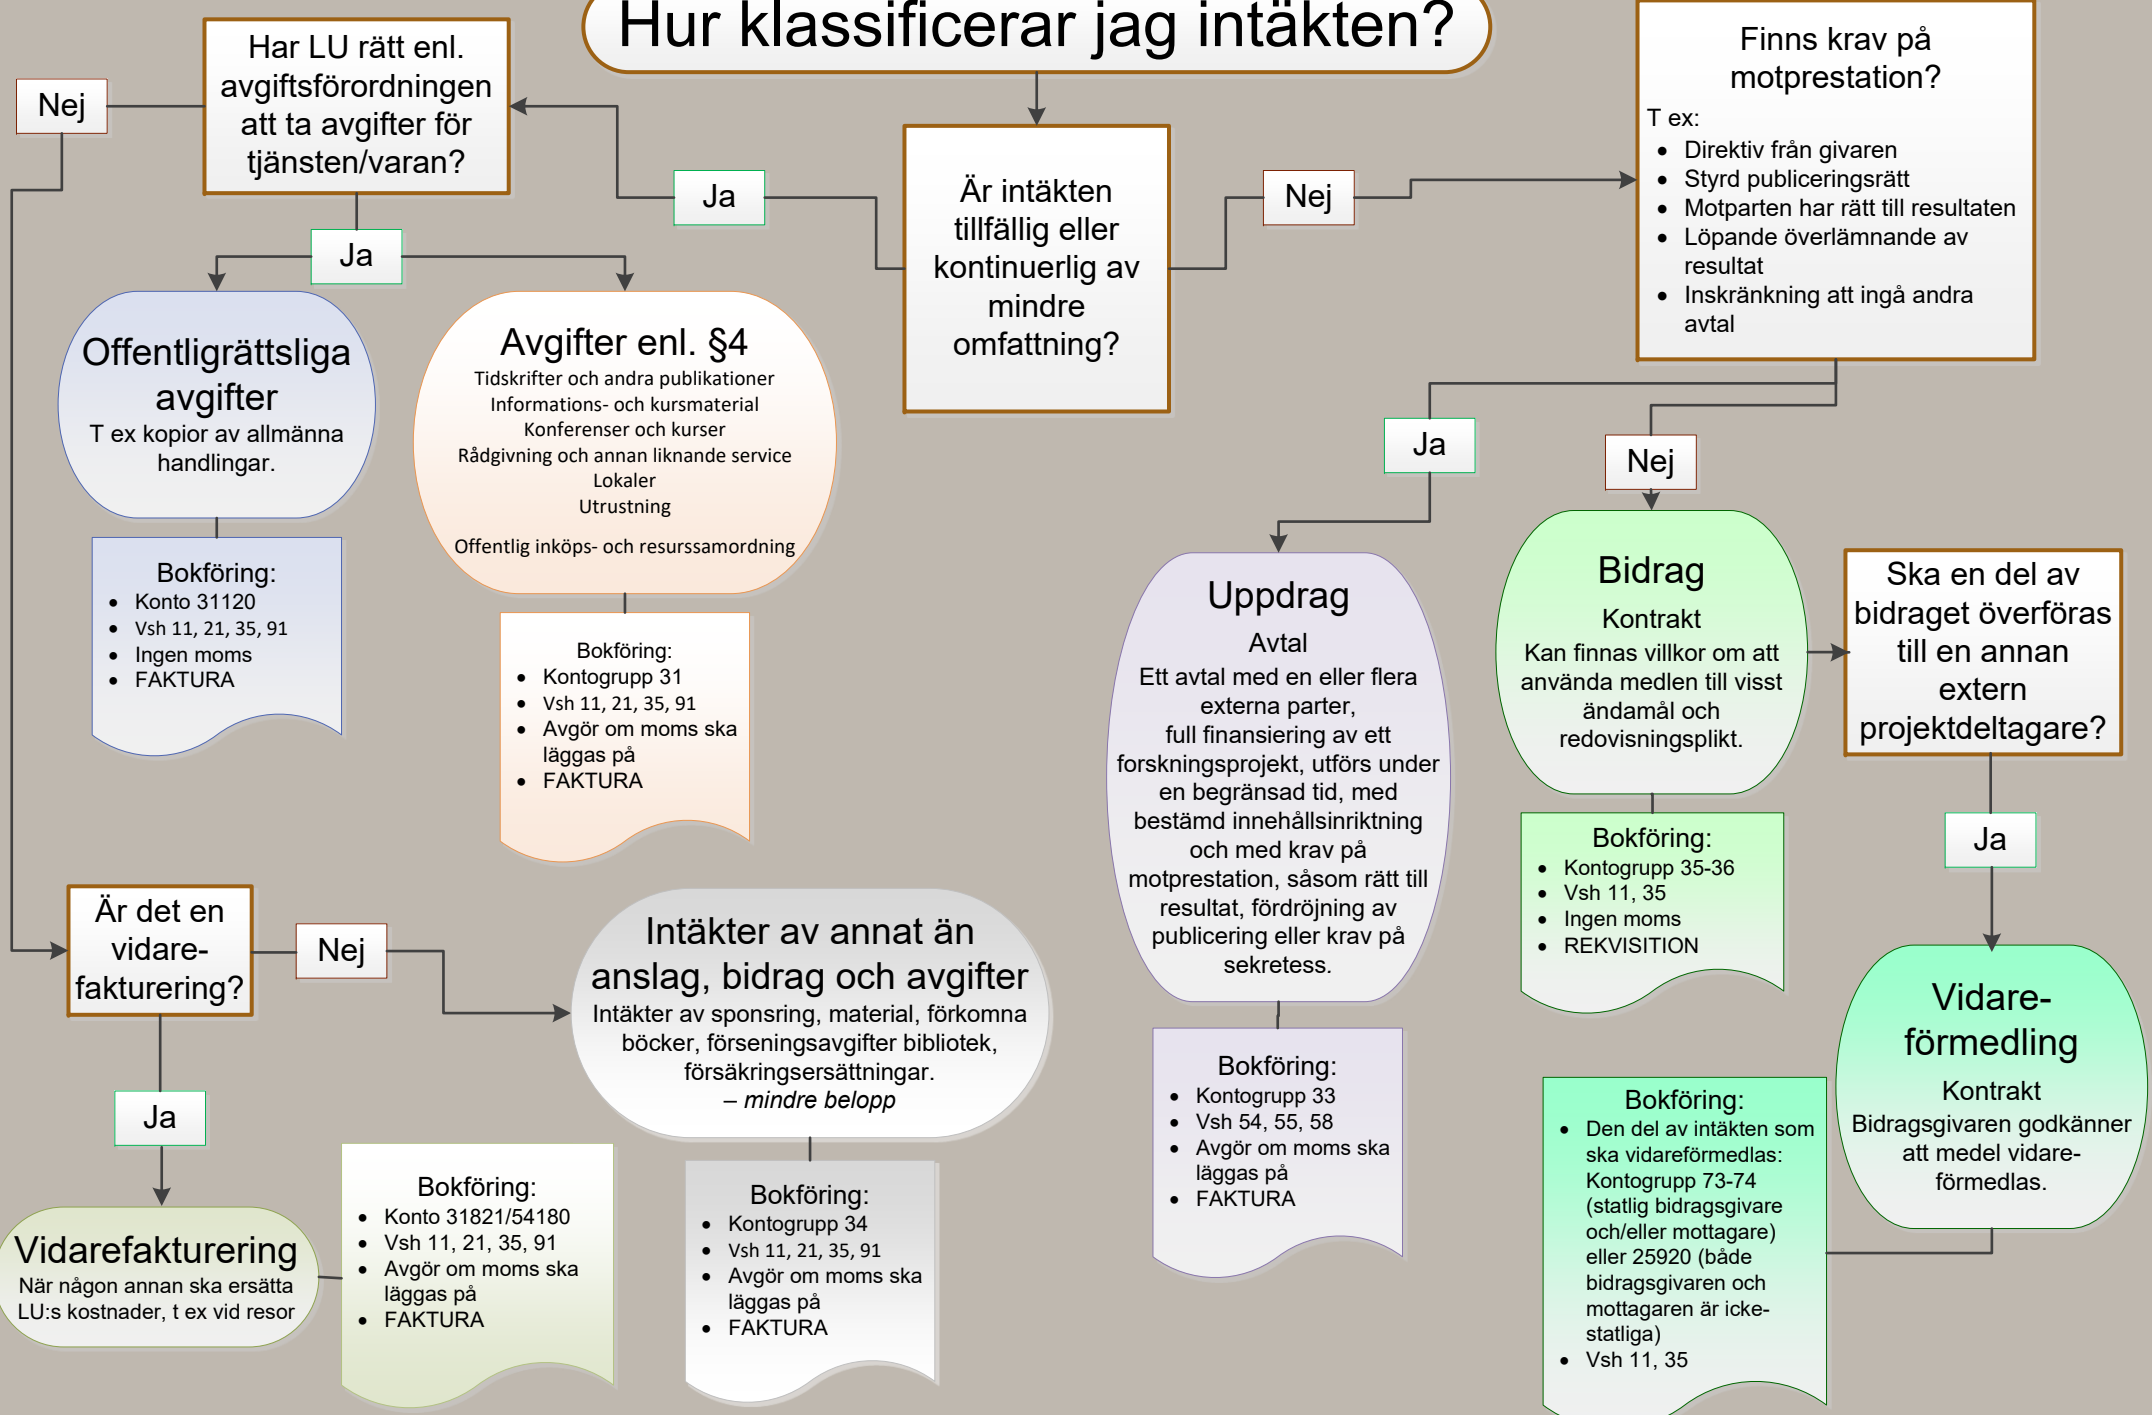 Hur klassificerar jag intäkten?
Har LU rätt enl.
avgiftsförordningen
att ta avgifter för
tjänsten/varan?
Nej
Ja
Är intäkten
tillfällig eller
kontinuerlig av
mindre
omfattning?
Nej
Finns krav på
motprestation?
T ex:
• Direktiv från givaren
• Styrd publiceringsrätt
• Motparten har rätt till resultaten
• Löpande överlämnande av
resultat
• Inskränkning att ingå andra
avtal
Ja
Offentligrättsliga
avgifter
T ex kopior av allmänna
handlingar.
Bokföring:
• Konto 31120
• Vsh 11, 21, 35, 91
• Ingen moms
• FAKTURA
Avgifter enl. §4
Tidskrifter och andra publikationer
Informations- och kursmaterial
Konferenser och kurser
Rådgivning och annan liknande service
Lokaler
Utrustning
Offentlig inköps- och resurssamordning
Bokföring:
• Kontogrupp 31
• Vsh 11, 21, 35, 91
• Avgör om moms ska
läggas på
• FAKTURA
Ja
Nej
Uppdrag
Avtal
Ett avtal med en eller flera
externa parter,
full finansiering av ett
forskningsprojekt, utförs under
en begränsad tid, med
bestämd innehållsinriktning
och med krav på
motprestation, såsom rätt till
resultat, fördröjning av
publicering eller krav på
sekretess.
Bokföring:
• Kontogrupp 33
• Vsh 54, 55, 58
• Avgör om moms ska
läggas på
• FAKTURA
Bidrag
Kontrakt
Kan finnas villkor om att
använda medlen till visst
ändamål och
redovisningsplikt.
Bokföring:
• Kontogrupp 35-36
• Vsh 11, 35
• Ingen moms
• REKVISITION
Ska en del av
bidraget överföras
till en annan
extern
projektdeltagare?
Ja
Vidare-
förmedling
Kontrakt
Bidragsgivaren godkänner
att medel vidare-
förmedlas.
Bokföring:
• Den del av intäkten som
ska vidareförmedlas:
Kontogrupp 73-74
(statlig bidragsgivare
och/eller mottagare)
eller 25920 (både
bidragsgivaren och
mottagaren är icke-
statliga)
• Vsh 11, 35
Är det en
vidare-
fakturering?
Nej
Intäkter av annat än
anslag, bidrag och avgifter
Intäkter av sponsring, material, förkomna
böcker, förseningsavgifter bibliotek,
försäkringsersättningar.
– mindre belopp
Bokföring:
• Kontogrupp 34
• Vsh 11, 21, 35, 91
• Avgör om moms ska
läggas på
• FAKTURA
Ja
Vidarefakturering
När någon annan ska ersätta
LU:s kostnader, t ex vid resor
Bokföring:
• Konto 31821/54180
• Vsh 11, 21, 35, 91
• Avgör om moms ska
läggas på
• FAKTURA